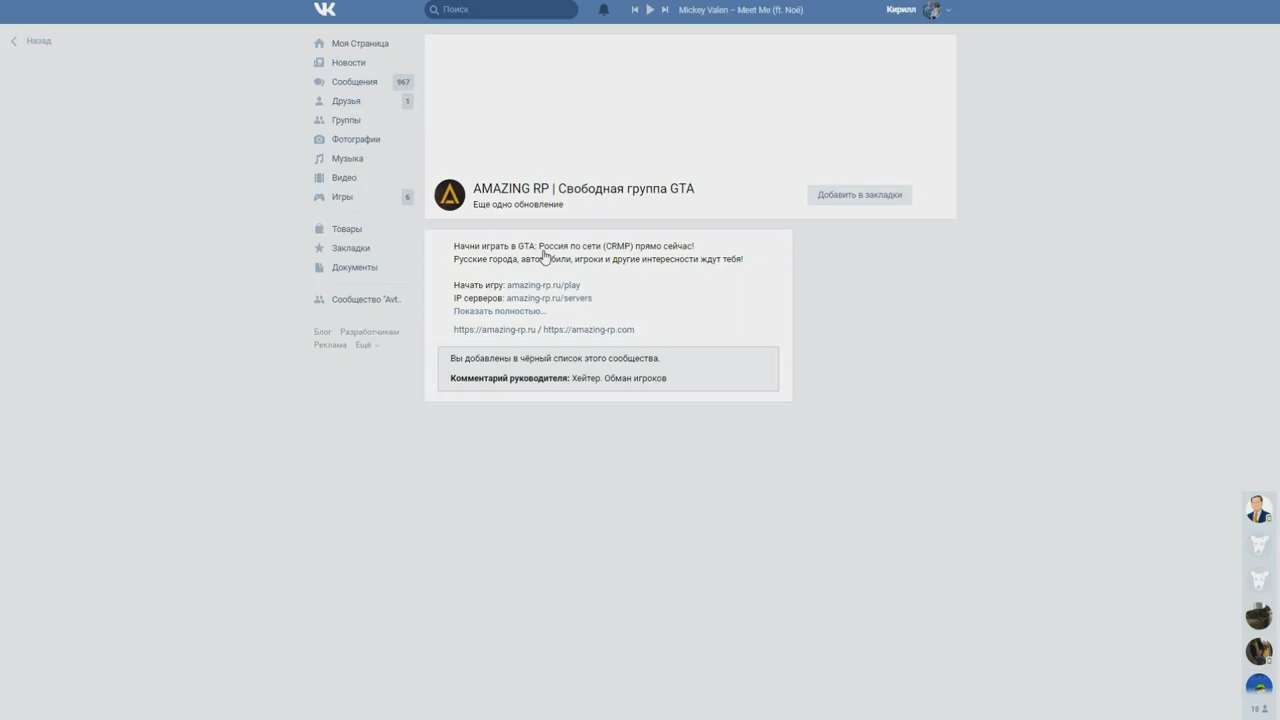 Поиск
Mickey Valen – Meet Me (ft. Noé)
Кирилл
Назад
Моя Страница
Новости
Сообщения 967
Друзья 1
Группы
Фотографии
Музыка
Видео
Игры 6
Товары
Закладки
Документы
Сообщество "Avt..
Блог Разработчикам
Реклама Ещё
AMAZING RP | Свободная группа GTA
Еще одно обновление
Добавить в закладки
Начни играть в GTA: Россия по сети (CRMP) прямо сейчас!
Русские города, автомобили, игроки и другие интересности ждут тебя!
Начать игру: amazing-rp.ru/play
IP серверов: amazing-rp.ru/servers
Показать полностью...
https://amazing-rp.ru / https://amazing-rp.com
Вы добавлены в чёрный список этого сообщества.
Комментарий руководителя: Хейтер. Обман игроков
18